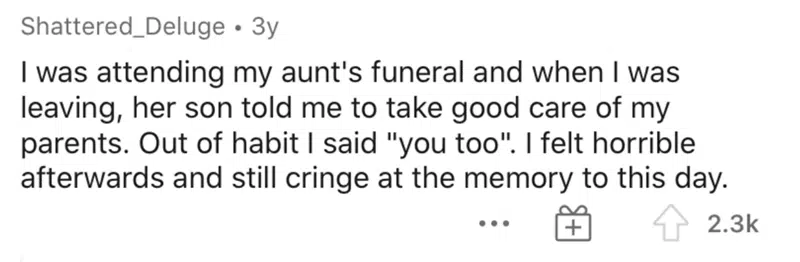 Shattered_Deluge • 3y
I was attending my aunt's funeral and when I was
leaving, her son told me to take good care of my
parents. Out of habit I said "you too". I felt horrible
afterwards and still cringe at the memory to this day.
2.3k